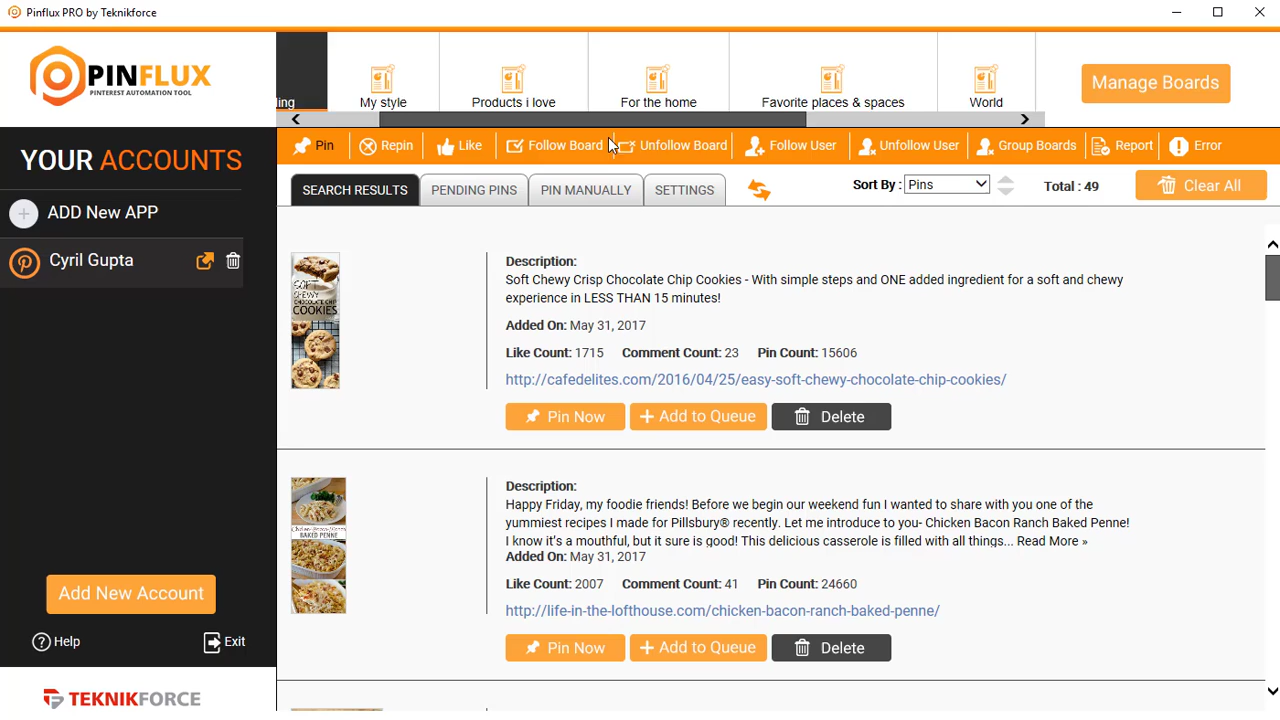 Pinflux PRO by Teknikforce
PINFLUX
PINTEREST AUTOMATION TOOL
ling
My style
Products i love
For the home
Favorite places & spaces
World
Manage Boards
YOUR ACCOUNTS
ADD New APP
Cyril Gupta
Add New Account
Help
Exit
TEKNIKFORCE
Pin
Repin
Like
Follow Board
Unfollow Board
Follow User
Unfollow User
Group Boards
Report
Error
SEARCH RESULTS
PENDING PINS
PIN MANUALLY
SETTINGS
Sort By : Pins
Total : 49
Clear All
SOFT
CHEWY
CHOCOLATE CHIP
COOKIES
Description:
Soft Chewy Crisp Chocolate Chip Cookies - With simple steps and ONE added ingredient for a soft and chewy
experience in LESS THAN 15 minutes!
Added On: May 31, 2017
Like Count: 1715 Comment Count: 23 Pin Count: 15606
http://cafedelites.com/2016/04/25/easy-soft-chewy-chocolate-chip-cookies/
Pin Now
Add to Queue
Delete
BAKED PENNE
Description:
Happy Friday, my foodie friends! Before we begin our weekend fun I wanted to share with you one of the
yummiest recipes I made for Pillsbury® recently. Let me introduce to you- Chicken Bacon Ranch Baked Penne!
I know it's a mouthful, but it sure is good! This delicious casserole is filled with all things... Read More »
Added On: May 31, 2017
Like Count: 2007 Comment Count: 41 Pin Count: 24660
http://life-in-the-lofthouse.com/chicken-bacon-ranch-baked-penne/
Pin Now
Add to Queue
Delete